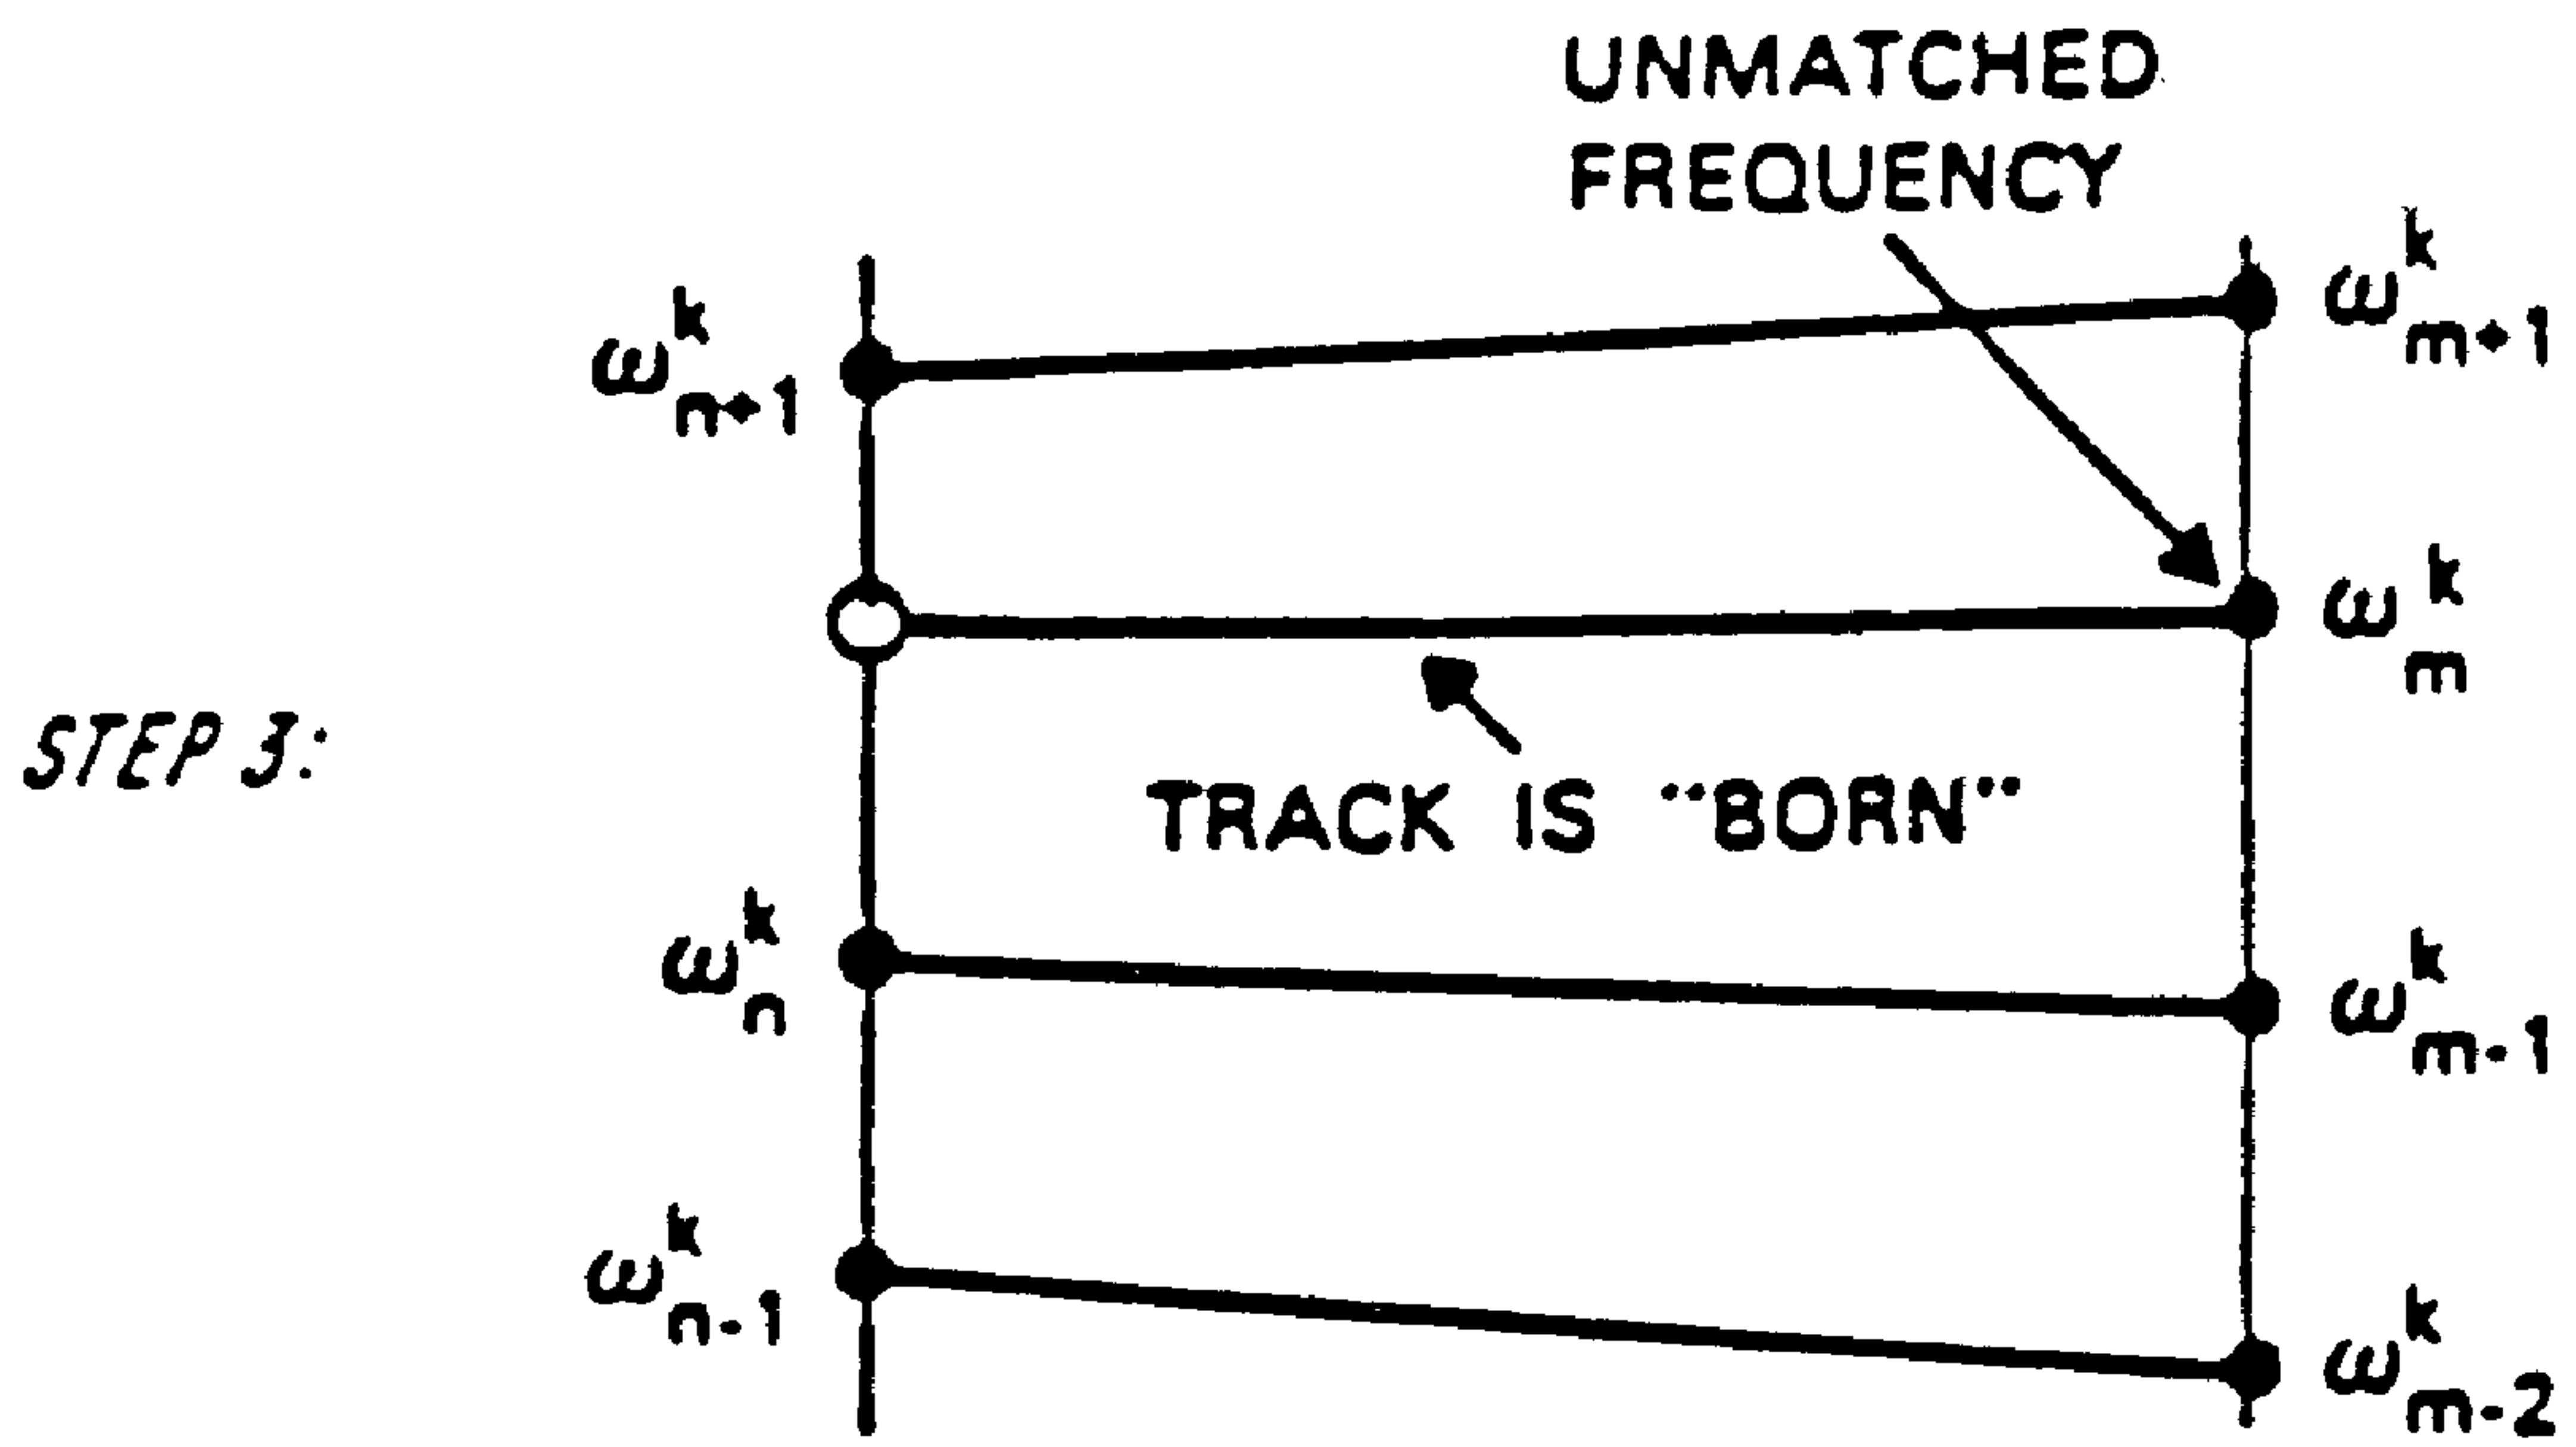 UNMATCHED
FREQUENCY
ω^k_{n+1}
ω^k_{m+1}
ω^k_m
STEP 3:
TRACK IS "BORN"
ω^k_n
ω^k_{m-1}
ω^k_{n-1}
ω^k_{m-2}